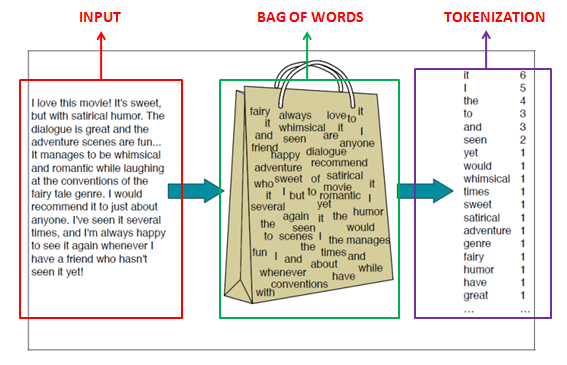 INPUT
BAG OF WORDS
TOKENIZATION
I love this movie! It's sweet,
but with satirical humor. The
dialogue is great and the
adventure scenes are fun...
It manages to be whimsical
and romantic while laughing
at the conventions of the
fairy tale genre. I would
recommend it to just about
anyone. I've seen it several
times, and I'm always happy
to see it again whenever I
have a friend who hasn't
seen it yet!
fairy always love to
it whimsical it I
and seen are anyone
friend happy dialogue
adventure recommend
who sweet of satirical
it I but to movie it
romantic I
several yet
again it the humor
the seen would
to scenes I the manages
the times and
fun I and about while
whenever have
conventions
with
it 6
I 5
the 4
to 3
and 3
seen 2
yet 1
would 1
whimsical 1
times 1
sweet 1
satirical 1
adventure 1
genre 1
fairy 1
humor 1
have 1
great 1
... ...